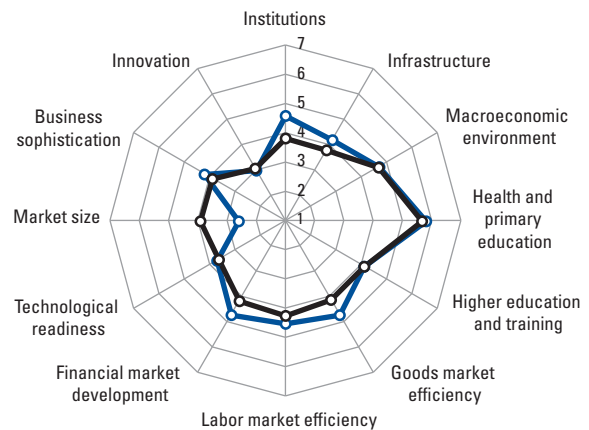 Institutions
7
6
5
4
3
2
1
Infrastructure
Macroeconomic
environment
Health and
primary
education
Higher education
and training
Goods market
efficiency
Labor market efficiency
Financial market
development
Technological
readiness
Market size
Business
sophistication
Innovation